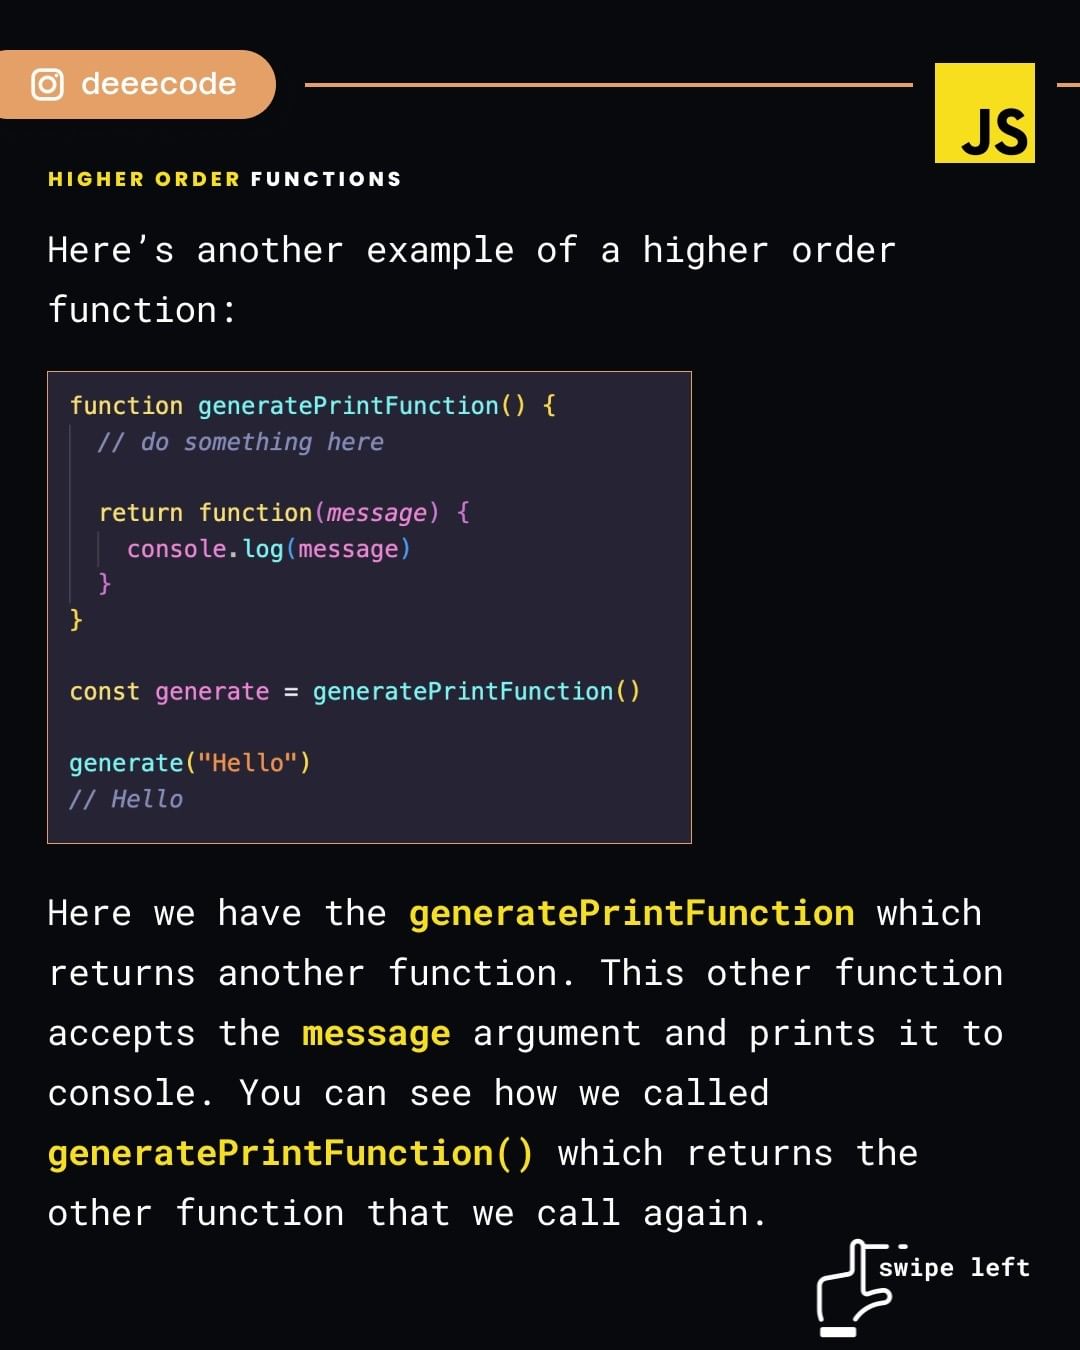 deeecode
JS
HIGHER ORDER FUNCTIONS
Here’s another example of a higher order
function:
function generatePrintFunction() {
  // do something here

  return function(message) {
    console.log(message)
  }
}

const generate = generatePrintFunction()

generate("Hello")
// Hello
Here we have the generatePrintFunction which
returns another function. This other function
accepts the message argument and prints it to
console. You can see how we called
generatePrintFunction() which returns the
other function that we call again.
swipe left